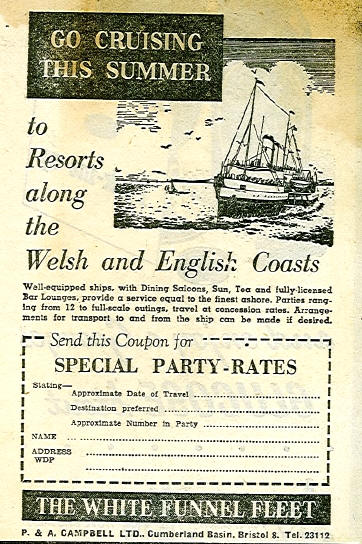 GO CRUISING
THIS SUMMER
to
Resorts
along
the
Welsh and English Coasts
Well-equipped ships, with Dining Saloons, Sun, Tea and fully-licensed
Bar Lounges, provide a service equal to the finest ashore. Parties rang-
ing from 12 to full-scale outings, travel at concession rates. Arrange-
ments for transport to and from the ship can be made if desired.
Send this Coupon for
SPECIAL PARTY-RATES
Stating—
Approximate Date of Travel
Destination preferred
Approximate Number in Party
NAME
ADDRESS
WDP
THE WHITE FUNNEL FLEET
P. & A. CAMPBELL LTD., Cumberland Basin, Bristol 8. Tel. 23112